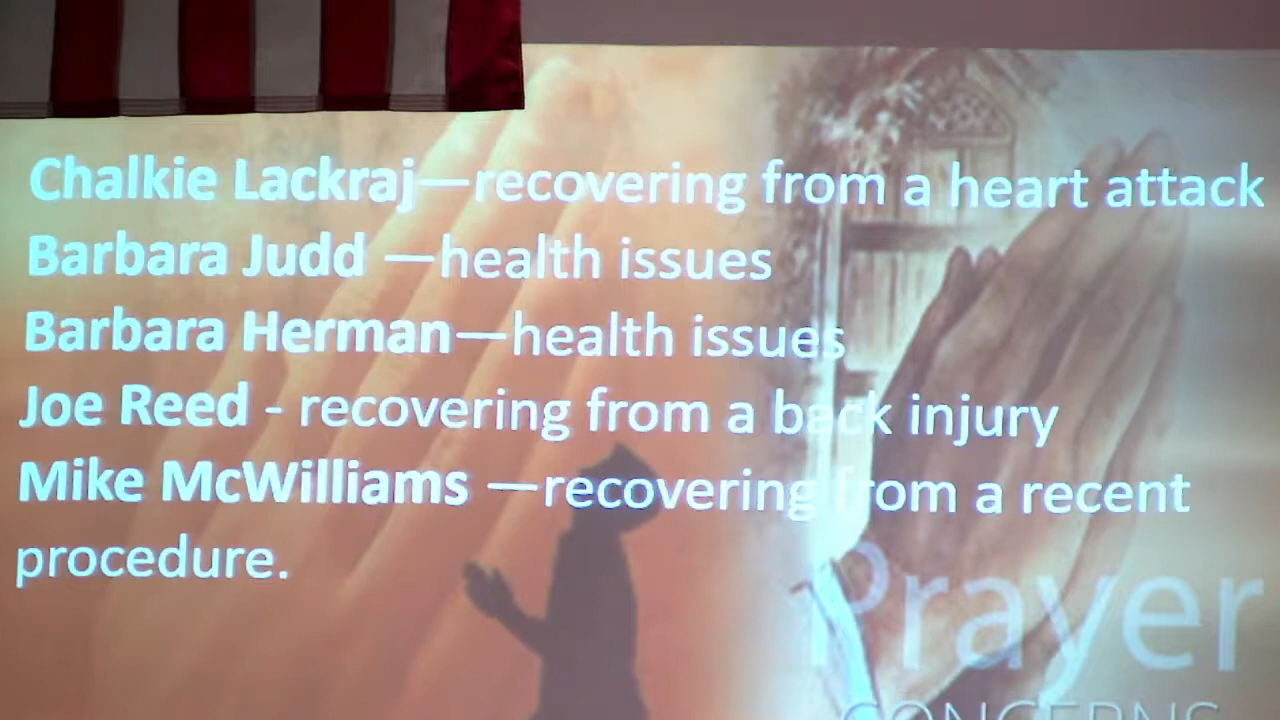 Chalkie Lackraj—recovering from a heart attack
Barbara Judd —health issues
Barbara Herman—health issues
Joe Reed - recovering from a back injury
Mike McWilliams —recovering from a recent
procedure.
Prayer
CONCERNS